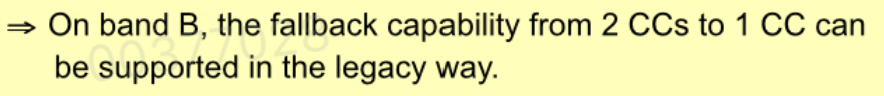 ⇒ On band B, the fallback capability from 2 CCs to 1 CC can
be supported in the legacy way.